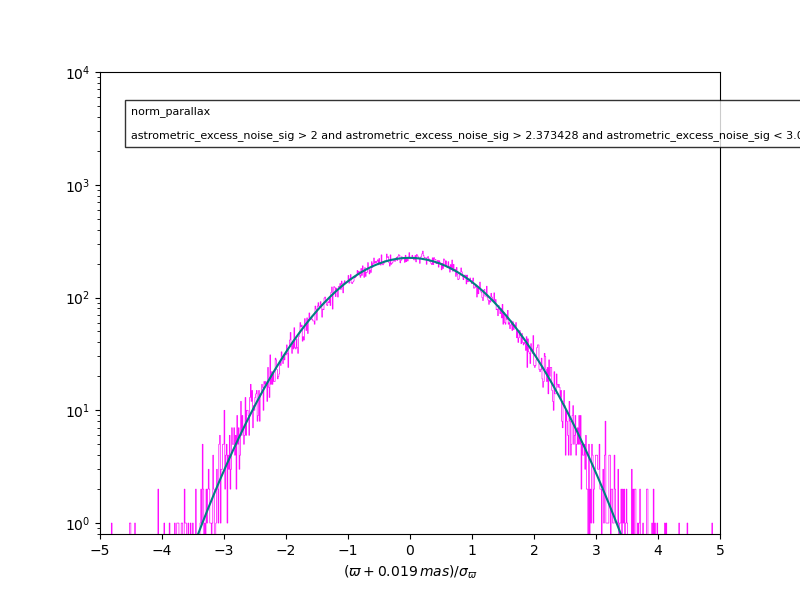 norm_parallax
astrometric_excess_noise_sig > 2 and astrometric_excess_noise_sig > 2.373428 and astrometric_excess_noise_sig < 3.0
10⁴
10³
10²
10¹
10⁰
−5 −4 −3 −2 −1 0 1 2 3 4 5
(ϖ + 0.019 mas)/σ_ϖ